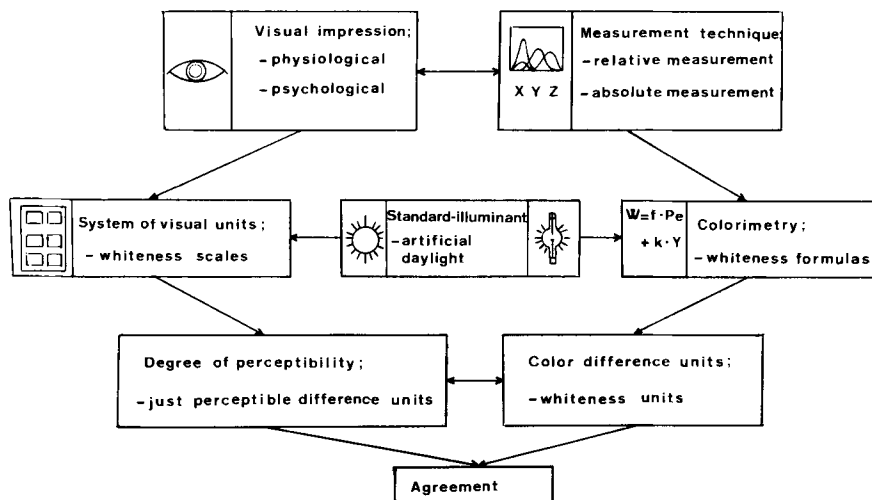 Visual impression;
-physiological
-psychological
X Y Z
Measurement technique;
-relative measurement
-absolute measurement
System of visual units;
- whiteness scales
Standard-illuminant
-artificial
daylight
W=f·Pe
+ k·Y
Colorimetry;
-whiteness formulas
Degree of perceptibility;
-just perceptible difference units
Color difference units;
-whiteness units
Agreement